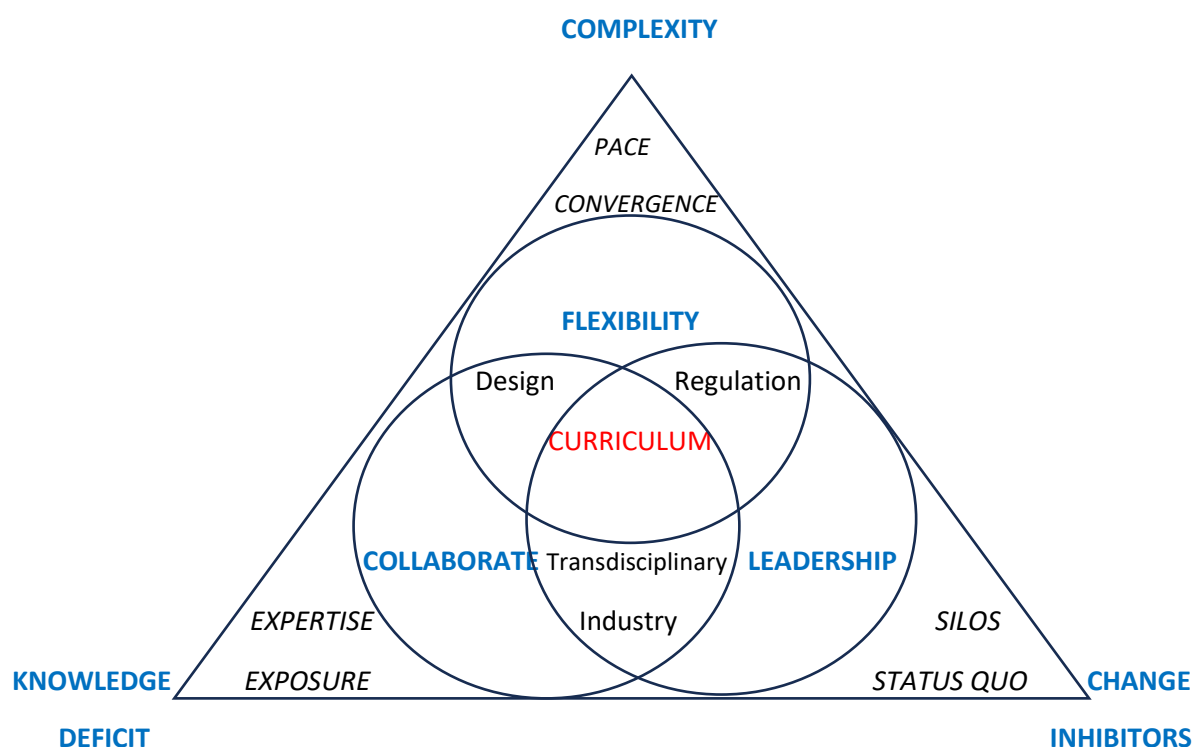 COMPLEXITY
PACE
CONVERGENCE
FLEXIBILITY
Design Regulation
CURRICULUM
COLLABORATE Transdisciplinary LEADERSHIP
EXPERTISE Industry SILOS
KNOWLEDGE EXPOSURE STATUS QUO CHANGE
DEFICIT INHIBITORS